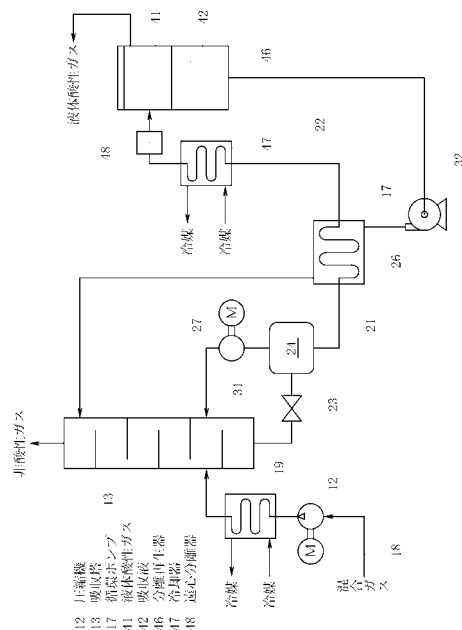 液体酸性ガス
41
42
46
48
47
22
冷媒
冷媒
17
32
26
非酸性ガス
27
M
24
21
31
23
19
13
12
M
18
冷媒
冷媒
混合ガス
12 圧縮機
13 吸収塔
17 循環ポンプ
41 液体酸性ガス
42 吸収液
46 分離再生器
47 冷却器
48 遠心分離器